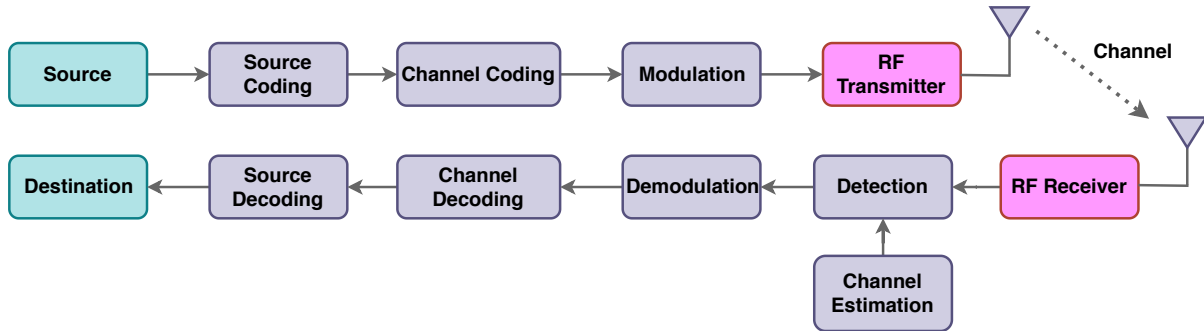 Source
Source
Coding
Channel Coding
Modulation
RF
Transmitter
Channel
Destination
Source
Decoding
Channel
Decoding
Demodulation
Detection
RF Receiver
Channel
Estimation